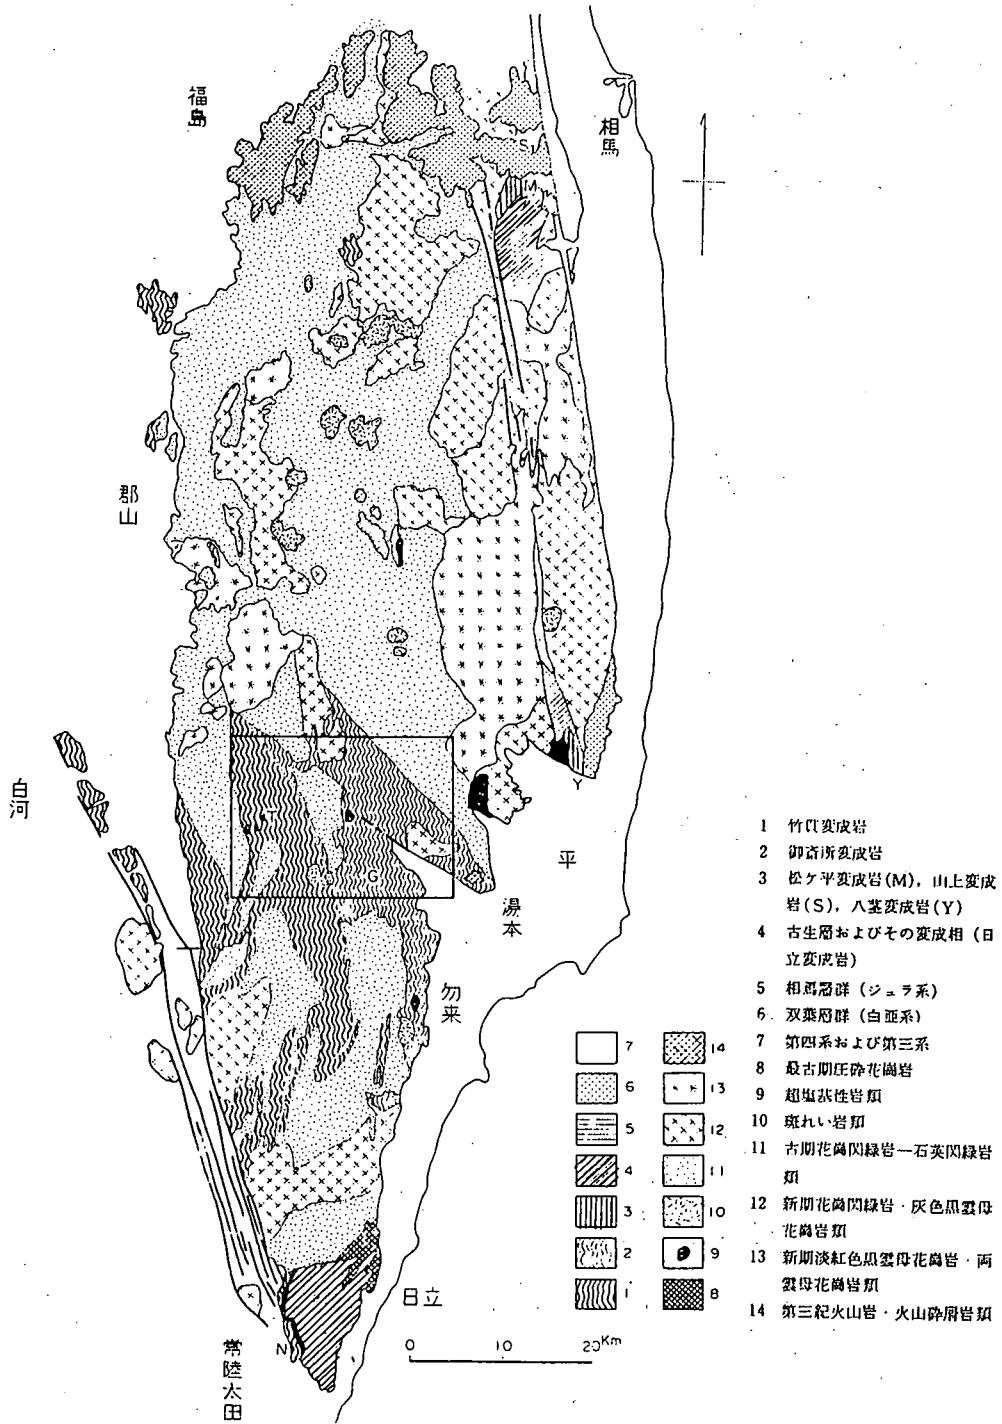 福島
相馬
S
M
郡山
白河
T
G
Y
平
湯本
勿来
日立
N
常陸太田
0 10 20Km
7 14
6 13
5 12
4 11
3 10
2 9
1 8
1 竹貫変成岩
2 御斎所変成岩
3 松ケ平変成岩(M),山上変成
岩(S),八茎変成岩(Y)
4 古生層およびその変成相(日
立変成岩)
5 相馬層群(ジュラ系)
6 双葉層群(白亜系)
7 第四系および第三系
8 最古期圧砕花崗岩
9 超塩基性岩類
10 斑れい岩類
11 古期花崗閃緑岩—石英閃緑岩
類
12 新期花崗閃緑岩・灰色黒雲母
花崗岩類
13 新期淡紅色黒雲母花崗岩・両
雲母花崗岩類
14 第三紀火山岩・火山砕屑岩類